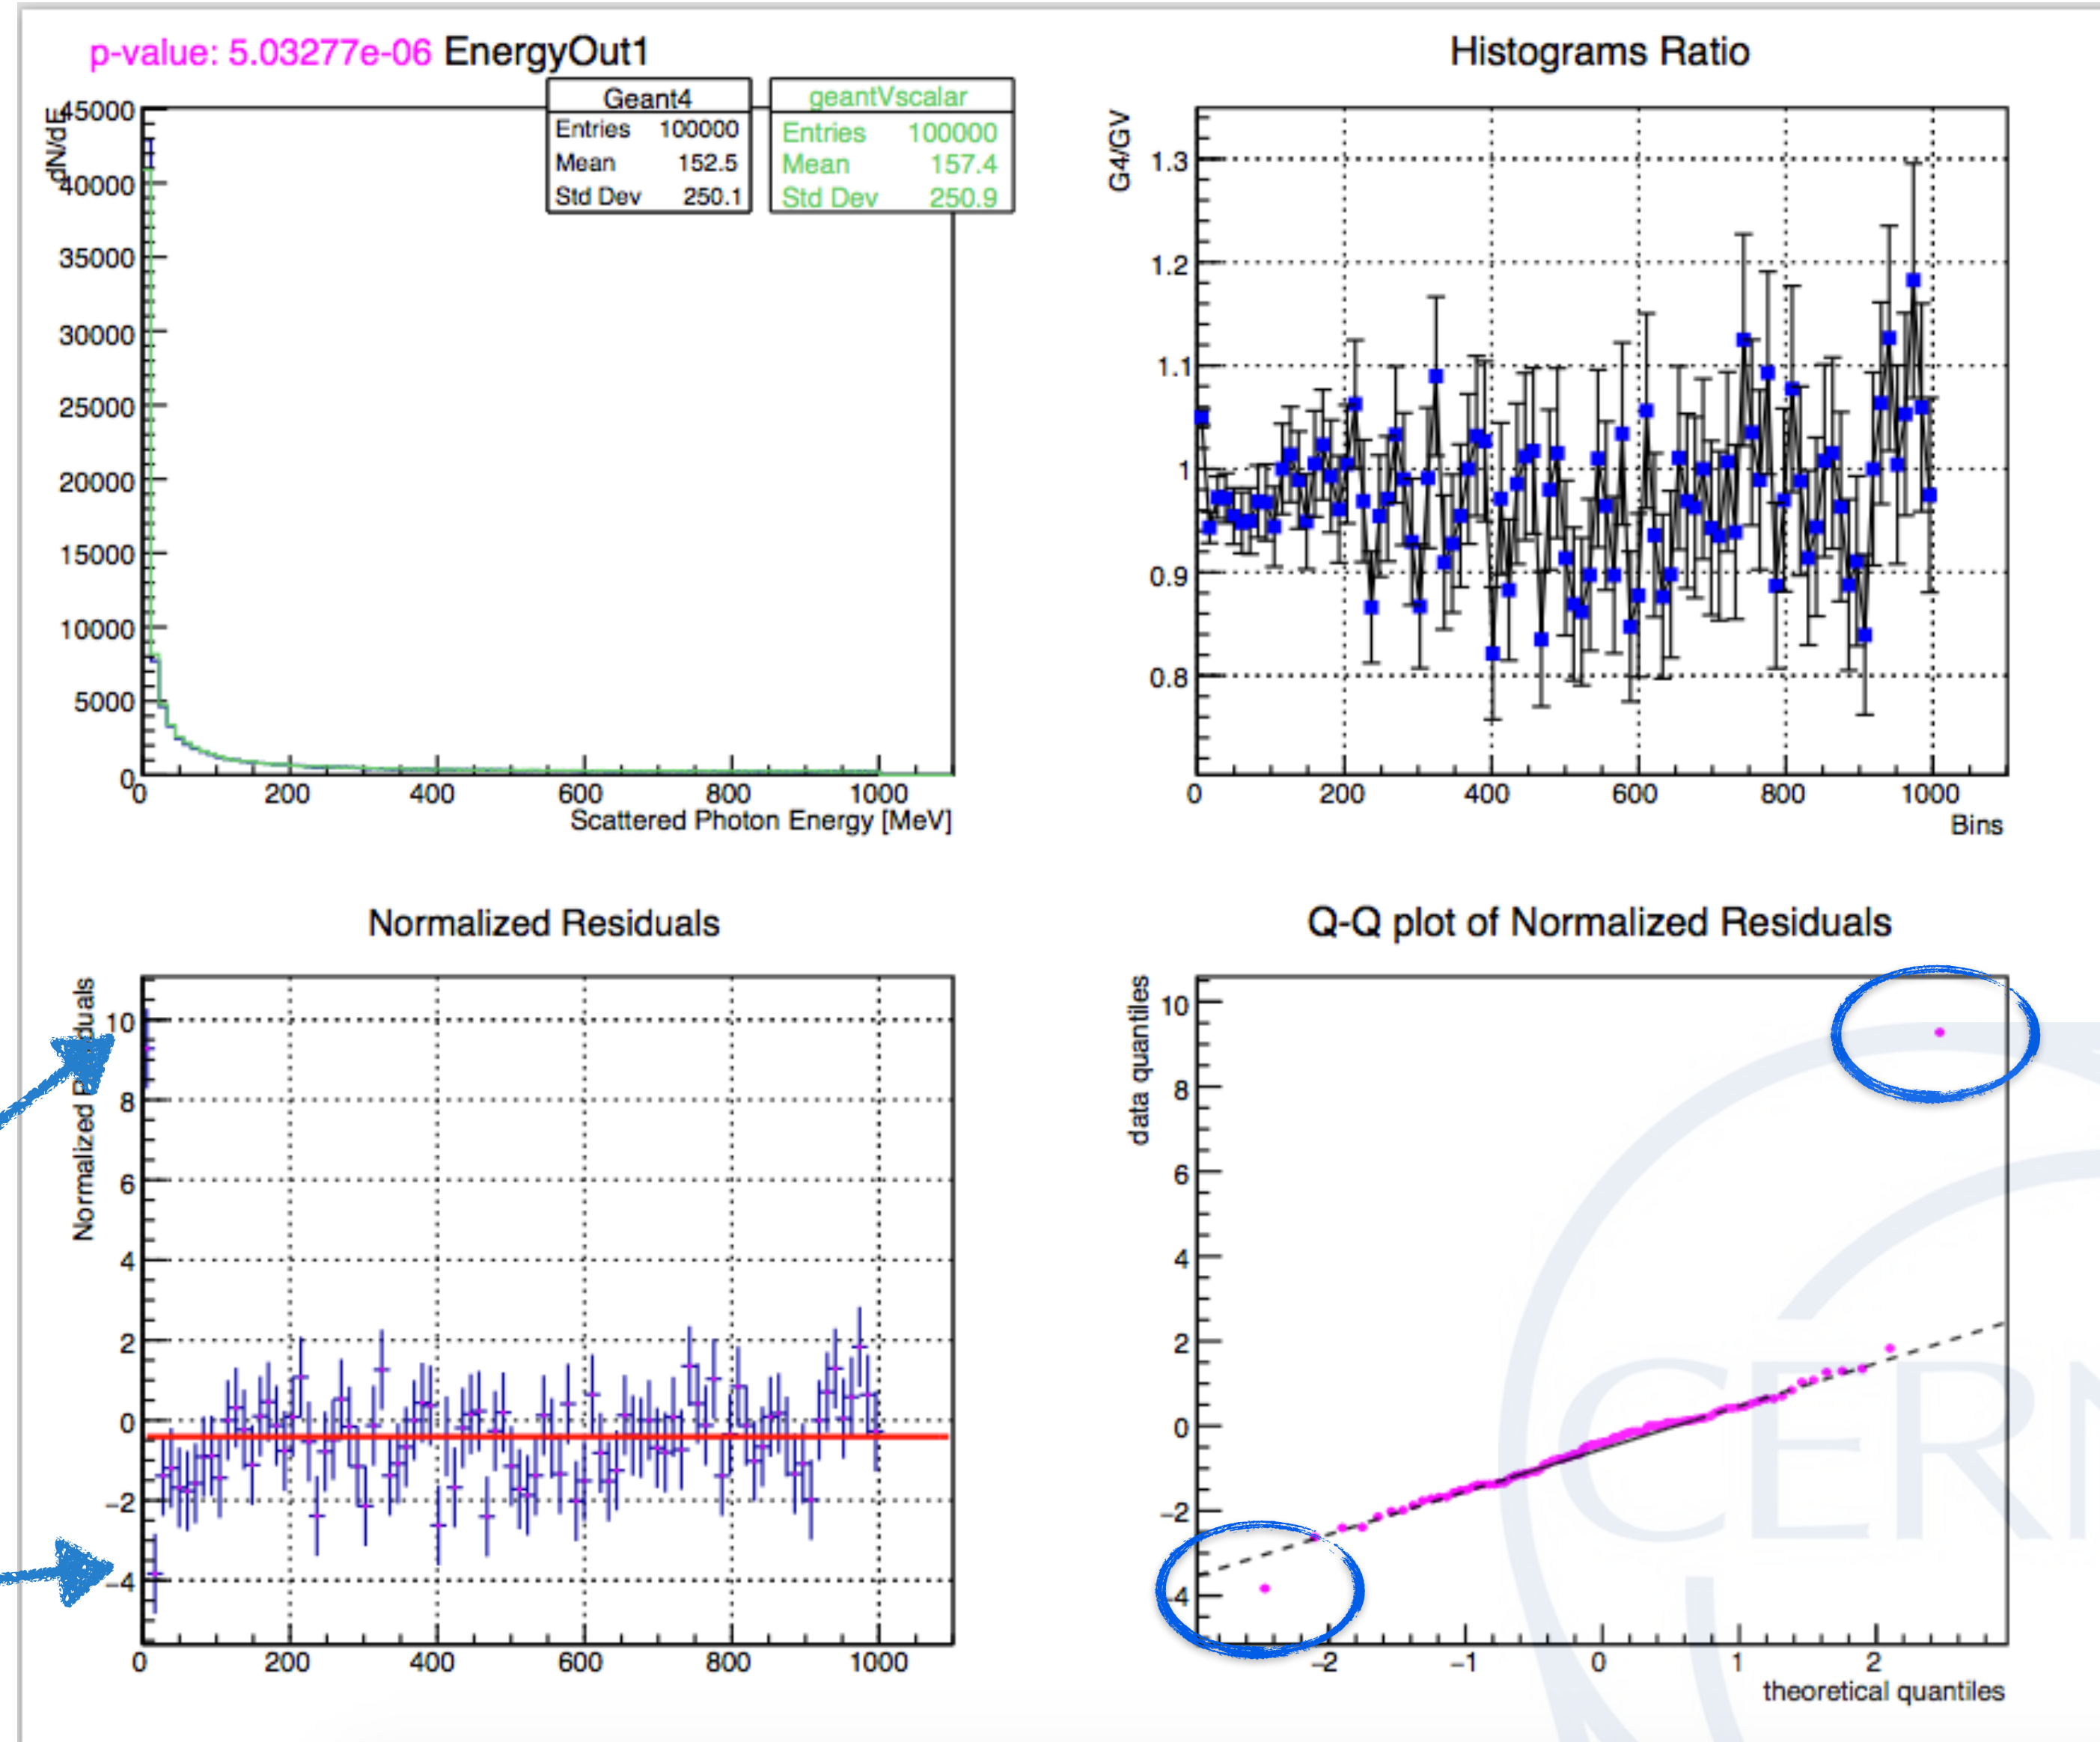 p-value: 5.03277e-06 EnergyOut1
Geant4
Entries 100000
Mean 152.5
Std Dev 250.1
geantVscalar
Entries 100000
Mean 157.4
Std Dev 250.9
dN/dE
45000
40000
35000
30000
25000
20000
15000
10000
5000
0
0 200 400 600 800 1000
Scattered Photon Energy [MeV]
Histograms Ratio
G4/GV
1.3
1.2
1.1
1
0.9
0.8
0 200 400 600 800 1000
Bins
Normalized Residuals
Normalized Residuals
10
8
6
4
2
0
−2
−4
0 200 400 600 800 1000
Q-Q plot of Normalized Residuals
data quantiles
10
8
6
4
2
0
−2
−4
−2 −1 0 1 2
theoretical quantiles
CERN